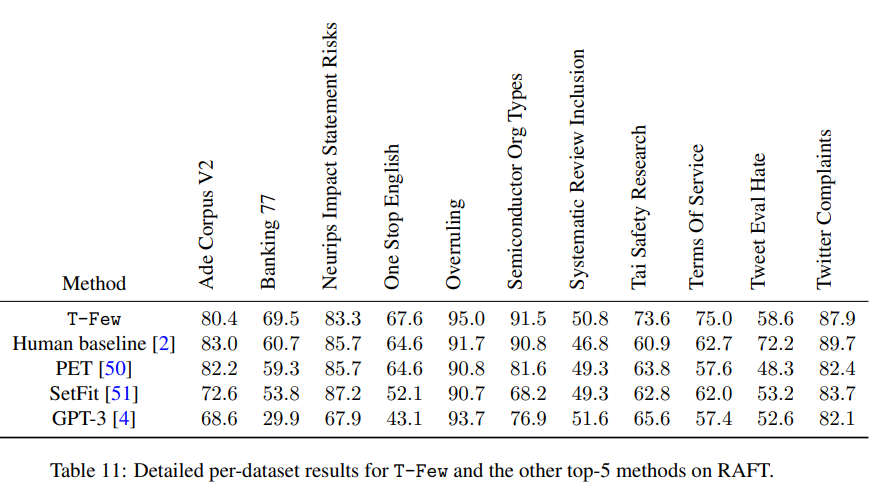 Method Ade Corpus V2 Banking 77 Neurips Impact Statement Risks One Stop English Overruling Semiconductor Org Types Systematic Review Inclusion Tai Safety Research Terms Of Service Tweet Eval Hate Twitter Complaints
T-Few 80.4 69.5 83.3 67.6 95.0 91.5 50.8 73.6 75.0 58.6 87.9
Human baseline [2] 83.0 60.7 85.7 64.6 91.7 90.8 46.8 60.9 62.7 72.2 89.7
PET [50] 82.2 59.3 85.7 64.6 90.8 81.6 49.3 63.8 57.6 48.3 82.4
SetFit [51] 72.6 53.8 87.2 52.1 90.7 68.2 49.3 62.8 62.0 53.2 83.7
GPT-3 [4] 68.6 29.9 67.9 43.1 93.7 76.9 51.6 65.6 57.4 52.6 82.1
Table 11: Detailed per-dataset results for T-Few and the other top-5 methods on RAFT.